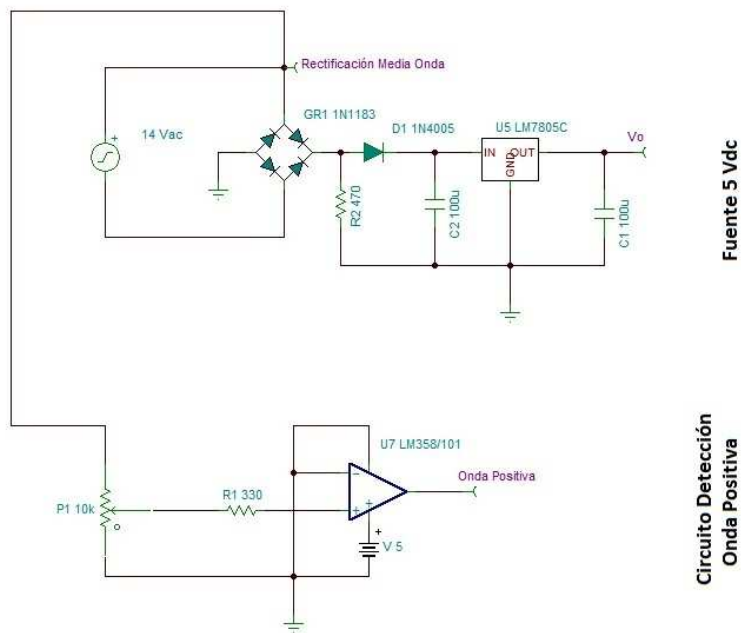 Rectificación Media Onda
14 Vac
GR1 1N1183
D1 1N4005
U5 LM7805C
IN
OUT
GND
Vo
R2 470
C2 100u
C1 100u
Fuente 5 Vdc
U7 LM358/101
P1 10k
R1 330
Onda Positiva
V 5
Circuito Detección
Onda Positiva